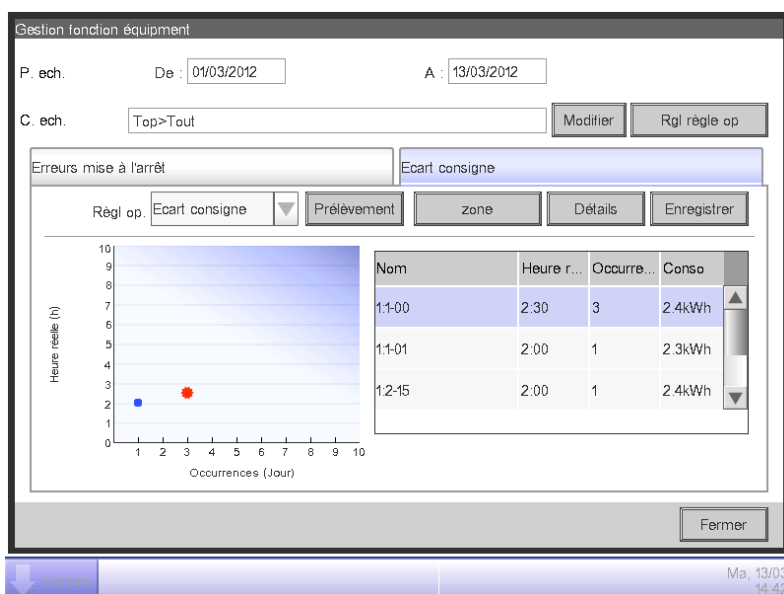 Gestion fonction équipment
P. ech. De : 01/03/2012 A : 13/03/2012
C. ech. Top>Tout Modifier Rgl règle op
Erreurs mise à l'arrêt Ecart consigne
Règl op. Ecart consigne Prélèvement zone Détails Enregistrer
10
9
8
7
6
5
4
3
2
1
0
Heure réelle (h)
1 2 3 4 5 6 7 8 9 10
Occurrences (Jour)
Nom Heure r... Occurre... Conso
1:1-00 2:30 3 2.4kWh
1:1-01 2:00 1 2.3kWh
1:2-15 2:00 1 2.4kWh
Fermer
Fermer Ma, 13/03
14:42